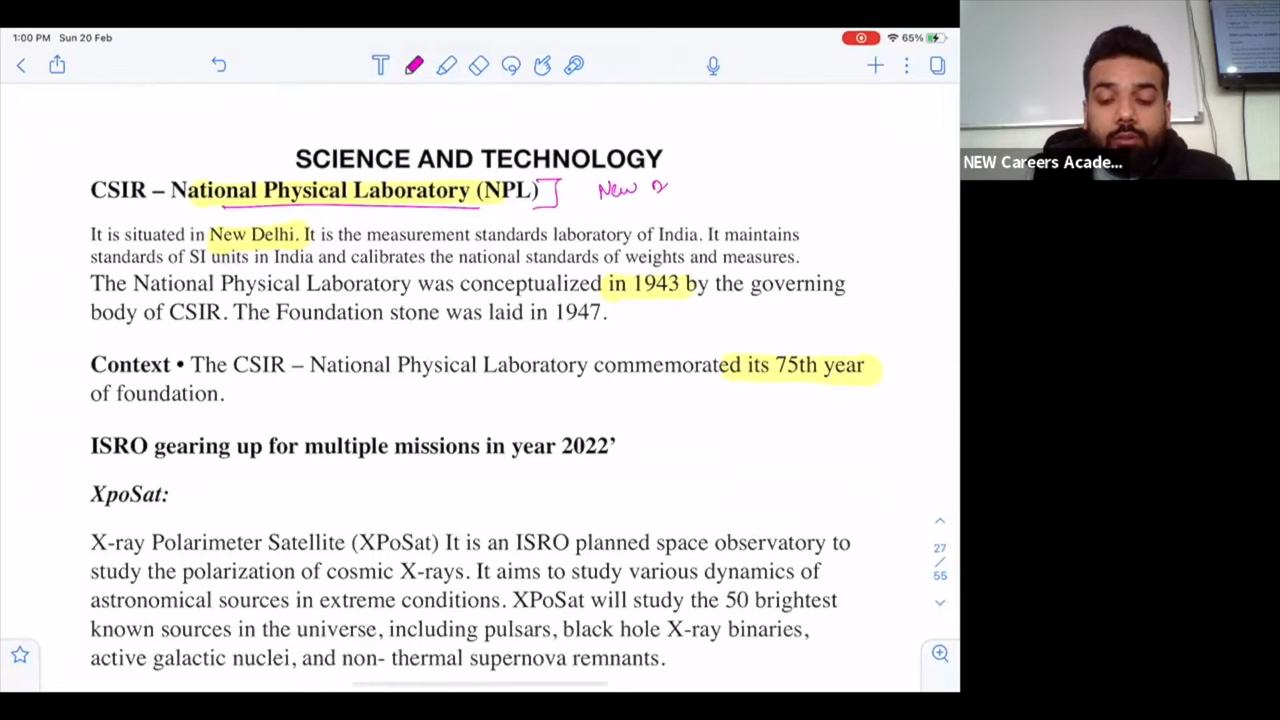 1:00 PM Sun 20 Feb
65%
SCIENCE AND TECHNOLOGY
CSIR – National Physical Laboratory (NPL)
New D
It is situated in New Delhi. It is the measurement standards laboratory of India. It maintains
standards of SI units in India and calibrates the national standards of weights and measures.
The National Physical Laboratory was conceptualized in 1943 by the governing
body of CSIR. The Foundation stone was laid in 1947.
Context • The CSIR – National Physical Laboratory commemorated its 75th year
of foundation.
ISRO gearing up for multiple missions in year 2022’
XpoSat:
X-ray Polarimeter Satellite (XPoSat) It is an ISRO planned space observatory to
study the polarization of cosmic X-rays. It aims to study various dynamics of
astronomical sources in extreme conditions. XPoSat will study the 50 brightest
known sources in the universe, including pulsars, black hole X-ray binaries,
active galactic nuclei, and non- thermal supernova remnants.
27
/
55
NEW Careers Acade...